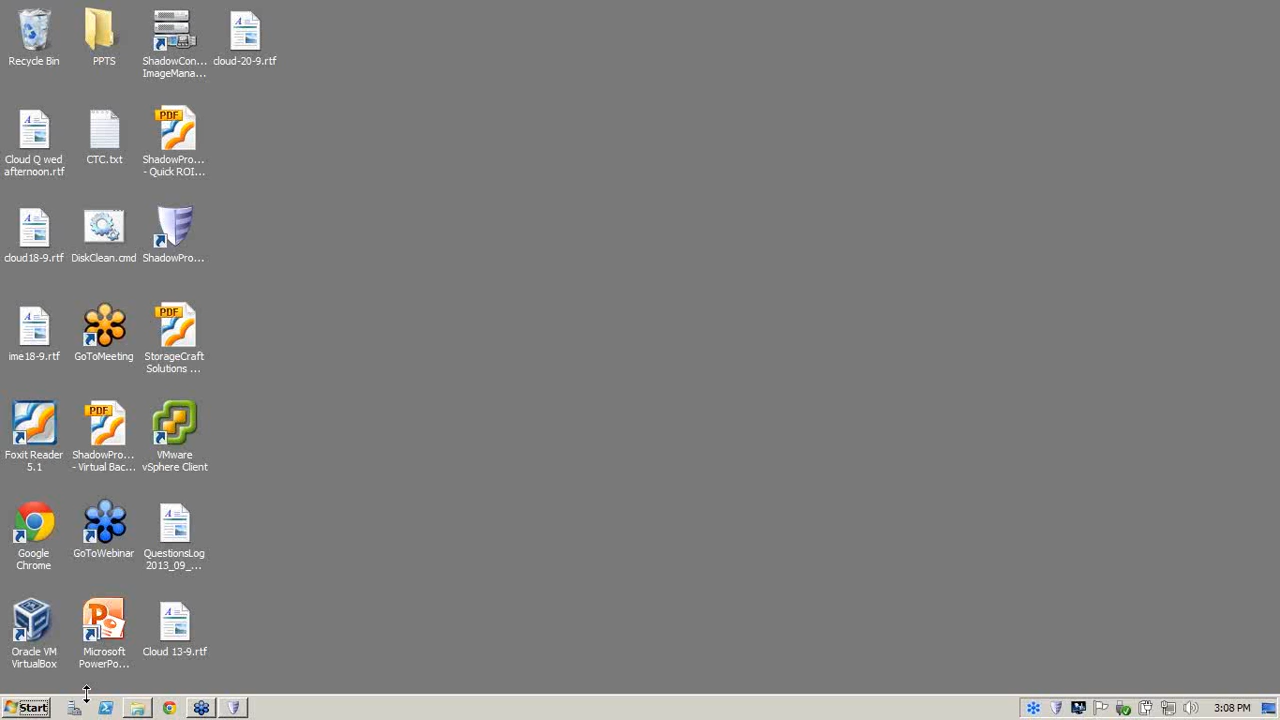 Recycle Bin
PPTS
ShadowCon...
ImageMana...
cloud-20-9.rtf
Cloud Q wed
afternoon.rtf
CTC.txt
PDF
ShadowPro...
- Quick ROI...
cloud18-9.rtf
DiskClean.cmd
ShadowPro...
ime18-9.rtf
GoToMeeting
PDF
StorageCraft
Solutions ...
Foxit Reader
5.1
PDF
ShadowPro...
- Virtual Bac...
VMware
vSphere Client
Google
Chrome
GoToWebinar
QuestionsLog
2013_09_...
Oracle VM
VirtualBox
Microsoft
PowerPo...
Cloud 13-9.rtf
Start
3:08 PM